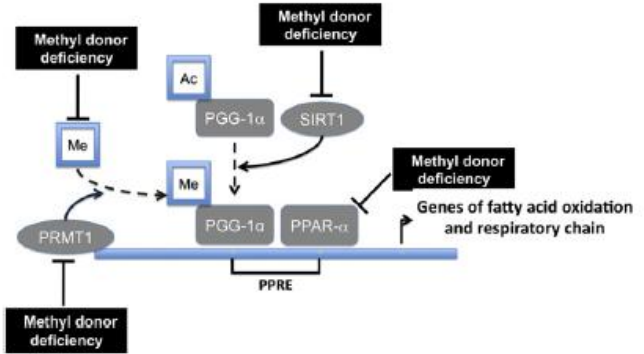 Methyl donor
deficiency
Methyl donor
deficiency
Ac
PGG-1α
SIRT1
Me
Me
Methyl donor
deficiency
PGG-1α
PPAR-α
Genes of fatty acid oxidation
and respiratory chain
PRMT1
PPRE
Methyl donor
deficiency